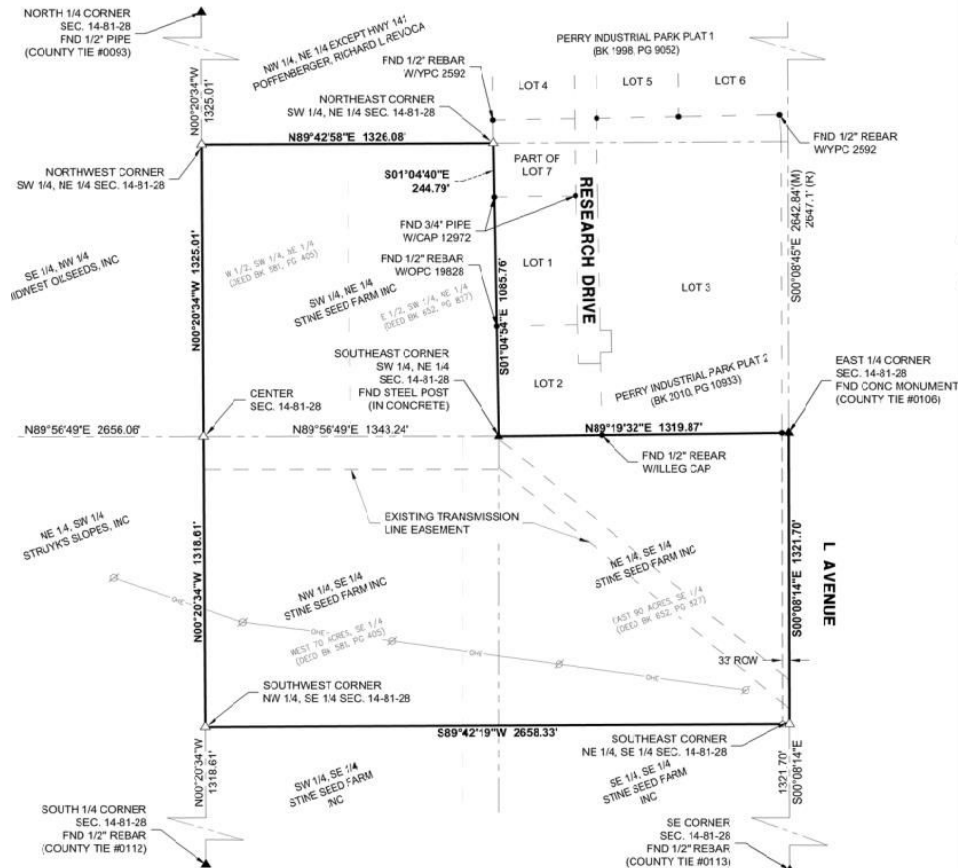 NORTH 1/4 CORNER
SEC. 14-81-28
FND 1/2" PIPE
(COUNTY TIE #0093)
N00°20'34"W
1325.01'
NW 1/4, NE 1/4 EXCEPT HWY 141
POFFENBERGER, RICHARD L REVOCA
FND 1/2" REBAR
W/YPC 2592
PERRY INDUSTRIAL PARK PLAT 1
(BK 1998, PG 9052)
LOT 4
LOT 5
LOT 6
NORTHEAST CORNER
SW 1/4, NE 1/4 SEC. 14-81-28
N89°42'58"E 1326.08'
FND 1/2" REBAR
W/YPC 2592
NORTHWEST CORNER
SW 1/4, NE 1/4 SEC. 14-81-28
S01°04'40"E
244.79'
PART OF
LOT 7
RESEARCH DRIVE
S00°08'45"E 2642.84'(M)
2647.1'(R)
FND 3/4" PIPE
W/CAP 12972
SE 1/4, NW 1/4
IDWEST OILSEEDS, INC
N00°20'34"W 1325.01'
W 1/2, SW 1/4, NE 1/4
(DEED BK 581, PG 405)
FND 1/2" REBAR
W/OPC 19828
SW 1/4, NE 1/4
STINE SEED FARM INC
E 1/2, SW 1/4, NE 1/4
(DEED BK 652, PG 827)
S01°04'54"E 1085.76'
LOT 1
LOT 3
SOUTHEAST CORNER
SW 1/4, NE 1/4
SEC. 14-81-28
FND STEEL POST
(IN CONCRETE)
LOT 2
PERRY INDUSTRIAL PARK PLAT 2
(BK 2010, PG 10933)
EAST 1/4 CORNER
SEC. 14-81-28
FND CONC MONUMENT
(COUNTY TIE #0106)
CENTER
SEC. 14-81-28
N89°56'49"E 2656.06'
N89°56'49"E 1343.24'
N89°19'32"E 1319.87'
FND 1/2" REBAR
W/ILLEG CAP
EXISTING TRANSMISSION
LINE EASEMENT
NE 1/4, SW 1/4
STRUYK'S SLOPES, INC
N00°20'34"W 1318.61'
NW 1/4, SE 1/4
STINE SEED FARM INC
WEST 70 ACRES, SE 1/4
(DEED BK 581, PG 405)
NE 1/4, SE 1/4
STINE SEED FARM INC
EAST 90 ACRES, SE 1/4
(DEED BK 652, PG 827)
S00°08'14"E 1321.70'
L AVENUE
OHE
OHE
OHE
OHE
33' ROW
SOUTHWEST CORNER
NW 1/4, SE 1/4 SEC. 14-81-28
S89°42'19"W 2658.33'
SOUTHEAST CORNER
NE 1/4, SE 1/4 SEC. 14-81-28
N00°20'34"W
1318.61'
SW 1/4, SE 1/4
STINE SEED FARM
INC
SE 1/4, SE 1/4
STINE SEED FARM
INC
1321.70'
S00°08'14"E
SOUTH 1/4 CORNER
SEC. 14-81-28
FND 1/2" REBAR
(COUNTY TIE #0112)
SE CORNER
SEC. 14-81-28
FND 1/2" REBAR
(COUNTY TIE #0113)